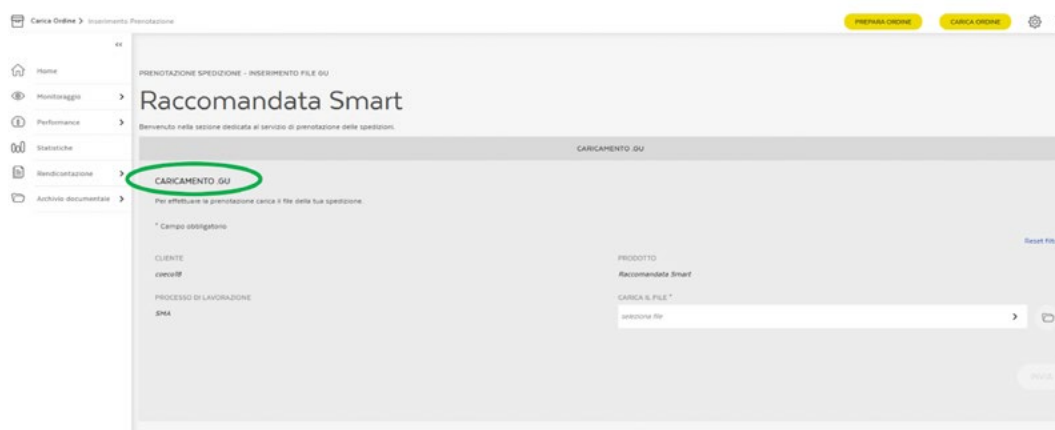 Carica Ordine > Inserimento Prenotazione
PREPARA ORDINE
CARICA ORDINE
Home
Monitoraggio
Performance
Statistiche
Rendicontazione
Archivio documentale
PRENOTAZIONE SPEDIZIONE - INSERIMENTO FILE GU
Raccomandata Smart
Benvenuto nella sezione dedicata al servizio di prenotazione delle spedizioni.
CARICAMENTO .GU
CARICAMENTO .GU
Per effettuare la prenotazione carica il file della tua spedizione.
* Campo obbligatorio
Reset filt
CLIENTE
PRODOTTO
Raccomandata Smart
PROCESSO DI LAVORAZIONE
CARICA IL FILE *
SMA
seleziona file